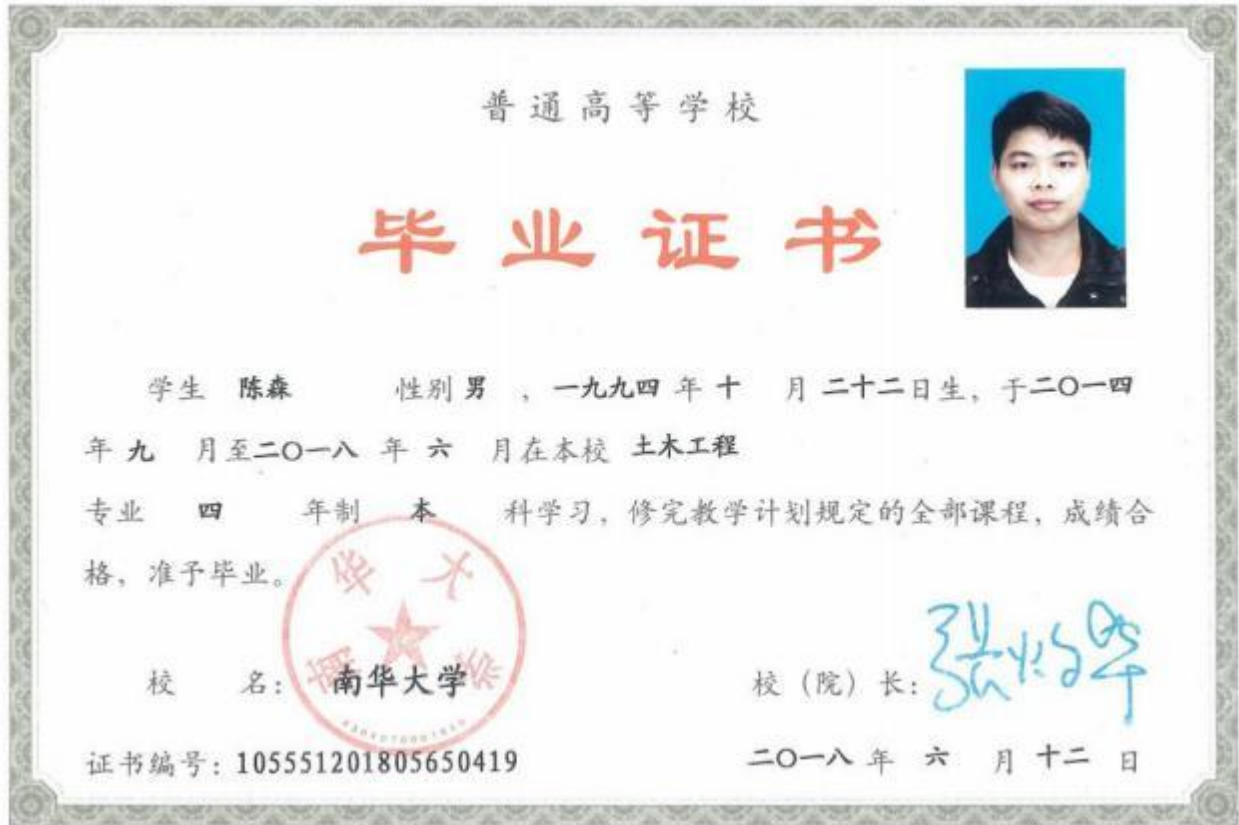 普通高等学校
毕业证书
学生 陈森 性别 男 ，一九九四 年 十 月 二十二日生，于二〇一四
年 九 月至二〇一八 年 六 月在本校 土木工程
专业 四 年制 本 科学习，修完教学计划规定的全部课程，成绩合
格，准予毕业。
南华大学
校 名：南华大学
校（院）长：
证书编号：105551201805650419
二〇一八 年 六 月 十二 日